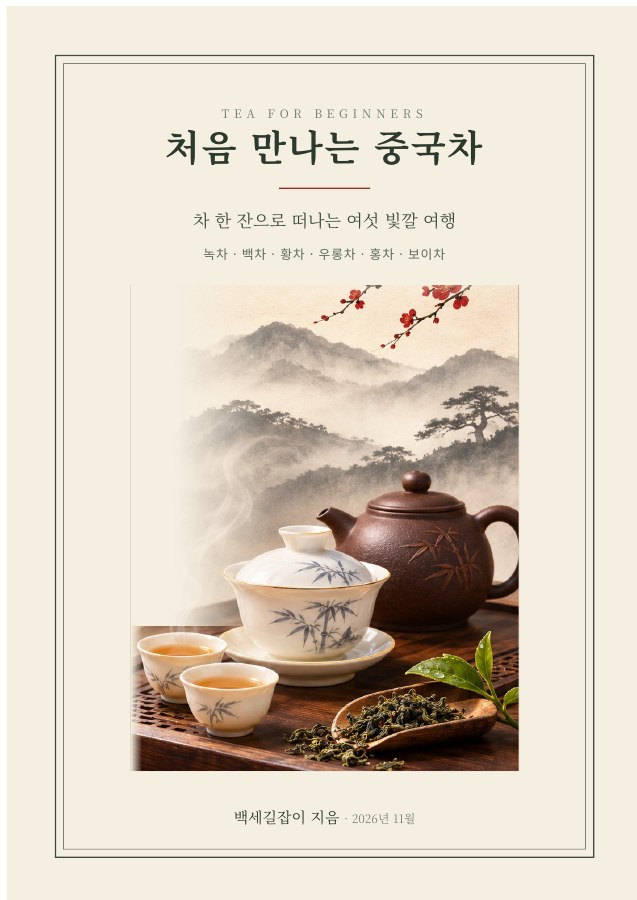 TEA FOR BEGINNERS
처음 만나는 중국차
차 한 잔으로 떠나는 여섯 빛깔 여행
녹차 · 백차 · 황차 · 우롱차 · 홍차 · 보이차
백세길잡이 지음 · 2026년 11월